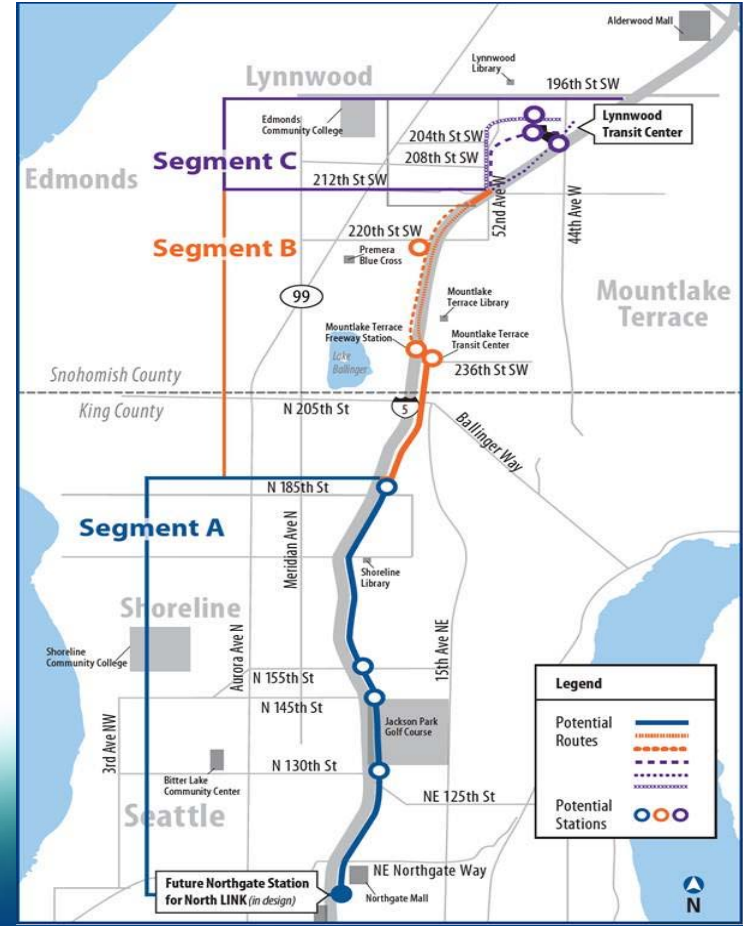 Alderwood Mall
Lynnwood
Lynnwood
Library
196th St SW
Edmonds
Community College
Lynnwood
Transit Center
204th St SW
Segment C
208th St SW
Edmonds
212th St SW
52nd Ave W
44th Ave W
220th St SW
Segment B
Premera
Blue Cross
99
Mountlake
Terrace
Mountlake
Terrace Library
Mountlake Terrace
Freeway Station
Mountlake Terrace
Transit Center
Lake
Ballinger
236th St SW
Snohomish County
King County
N 205th St
5
Ballinger Way
N 185th St
Segment A
Meridian Ave N
Shoreline
Library
Shoreline
Shoreline
Community College
Aurora Ave N
15th Ave NE
N 155th St
N 145th St
3rd Ave NW
Jackson Park
Golf Course
Legend
Potential
Routes
Potential
Stations
N 130th St
Bitter Lake
Community Center
NE 125th St
Seattle
NE Northgate Way
Future Northgate Station
for North LINK (in design)
Northgate Mall
N